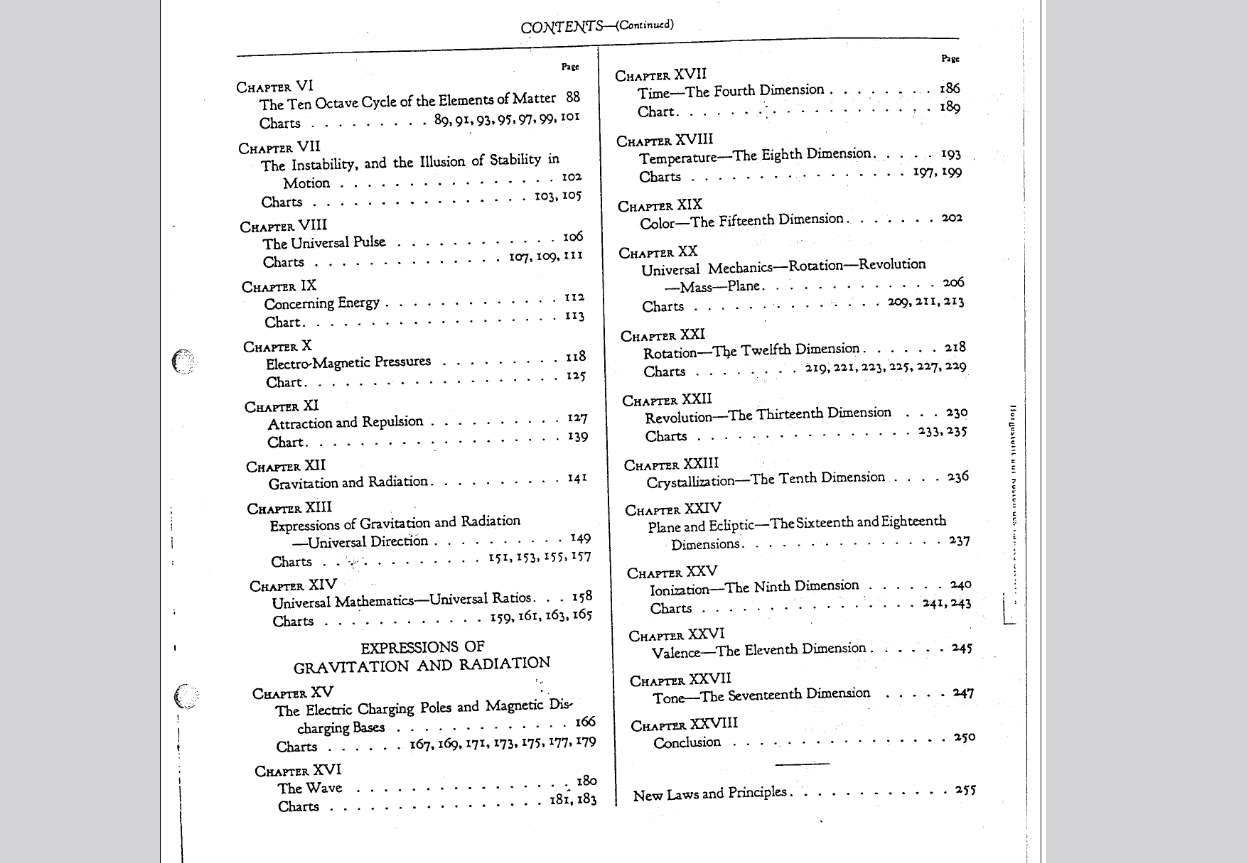 CONTENTS—(Continued)
Page
CHAPTER VI
The Ten Octave Cycle of the Elements of Matter 88
Charts . . . . . . . . . 89, 91, 93, 95, 97, 99, 101
CHAPTER VII
The Instability, and the Illusion of Stability in
Motion . . . . . . . . . . . . . . . . 102
Charts . . . . . . . . . . . . . . . 103, 105
CHAPTER VIII
The Universal Pulse . . . . . . . . . . . . 106
Charts . . . . . . . . . . . . . 107, 109, 111
CHAPTER IX
Concerning Energy . . . . . . . . . . . . . 112
Chart. . . . . . . . . . . . . . . . . . 113
CHAPTER X
Electro-Magnetic Pressures . . . . . . . . . 118
Chart. . . . . . . . . . . . . . . . . . 125
CHAPTER XI
Attraction and Repulsion . . . . . . . . . . 127
Chart. . . . . . . . . . . . . . . . . . 139
CHAPTER XII
Gravitation and Radiation. . . . . . . . . . 141
CHAPTER XIII
Expressions of Gravitation and Radiation
—Universal Direction . . . . . . . . . . 149
Charts . . . . . . . . . . . 151, 153, 155, 157
CHAPTER XIV
Universal Mathematics—Universal Ratios. . . 158
Charts . . . . . . . . . . . . 159, 161, 163, 165
EXPRESSIONS OF
GRAVITATION AND RADIATION
CHAPTER XV
The Electric Charging Poles and Magnetic Dis-
charging Bases . . . . . . . . . . . . . 166
Charts . . . . . . 167, 169, 171, 173, 175, 177, 179
CHAPTER XVI
The Wave . . . . . . . . . . . . . . . . 180
Charts . . . . . . . . . . . . . . . . 181, 183
Page
CHAPTER XVII
Time—The Fourth Dimension . . . . . . . . 186
Chart. . . . . . . . . . . . . . . . . . 189
CHAPTER XVIII
Temperature—The Eighth Dimension. . . . . 193
Charts . . . . . . . . . . . . . . . . 197, 199
CHAPTER XIX
Color—The Fifteenth Dimension. . . . . . . 202
CHAPTER XX
Universal Mechanics—Rotation—Revolution
—Mass—Plane. . . . . . . . . . . . . 206
Charts . . . . . . . . . . . . . 209, 211, 213
CHAPTER XXI
Rotation—The Twelfth Dimension. . . . . . 218
Charts . . . . . . . . 219, 221, 223, 225, 227, 229
CHAPTER XXII
Revolution—The Thirteenth Dimension . . . 230
Charts . . . . . . . . . . . . . . . . 233, 235
CHAPTER XXIII
Crystallization—The Tenth Dimension . . . . 236
CHAPTER XXIV
Plane and Ecliptic—The Sixteenth and Eighteenth
Dimensions. . . . . . . . . . . . . . . 237
CHAPTER XXV
Ionization—The Ninth Dimension . . . . . . 240
Charts . . . . . . . . . . . . . . . . 241, 243
CHAPTER XXVI
Valence—The Eleventh Dimension . . . . . . 245
CHAPTER XXVII
Tone—The Seventeenth Dimension . . . . . 247
CHAPTER XXVIII
Conclusion . . . . . . . . . . . . . . . . 250
New Laws and Principles. . . . . . . . . . . . 255